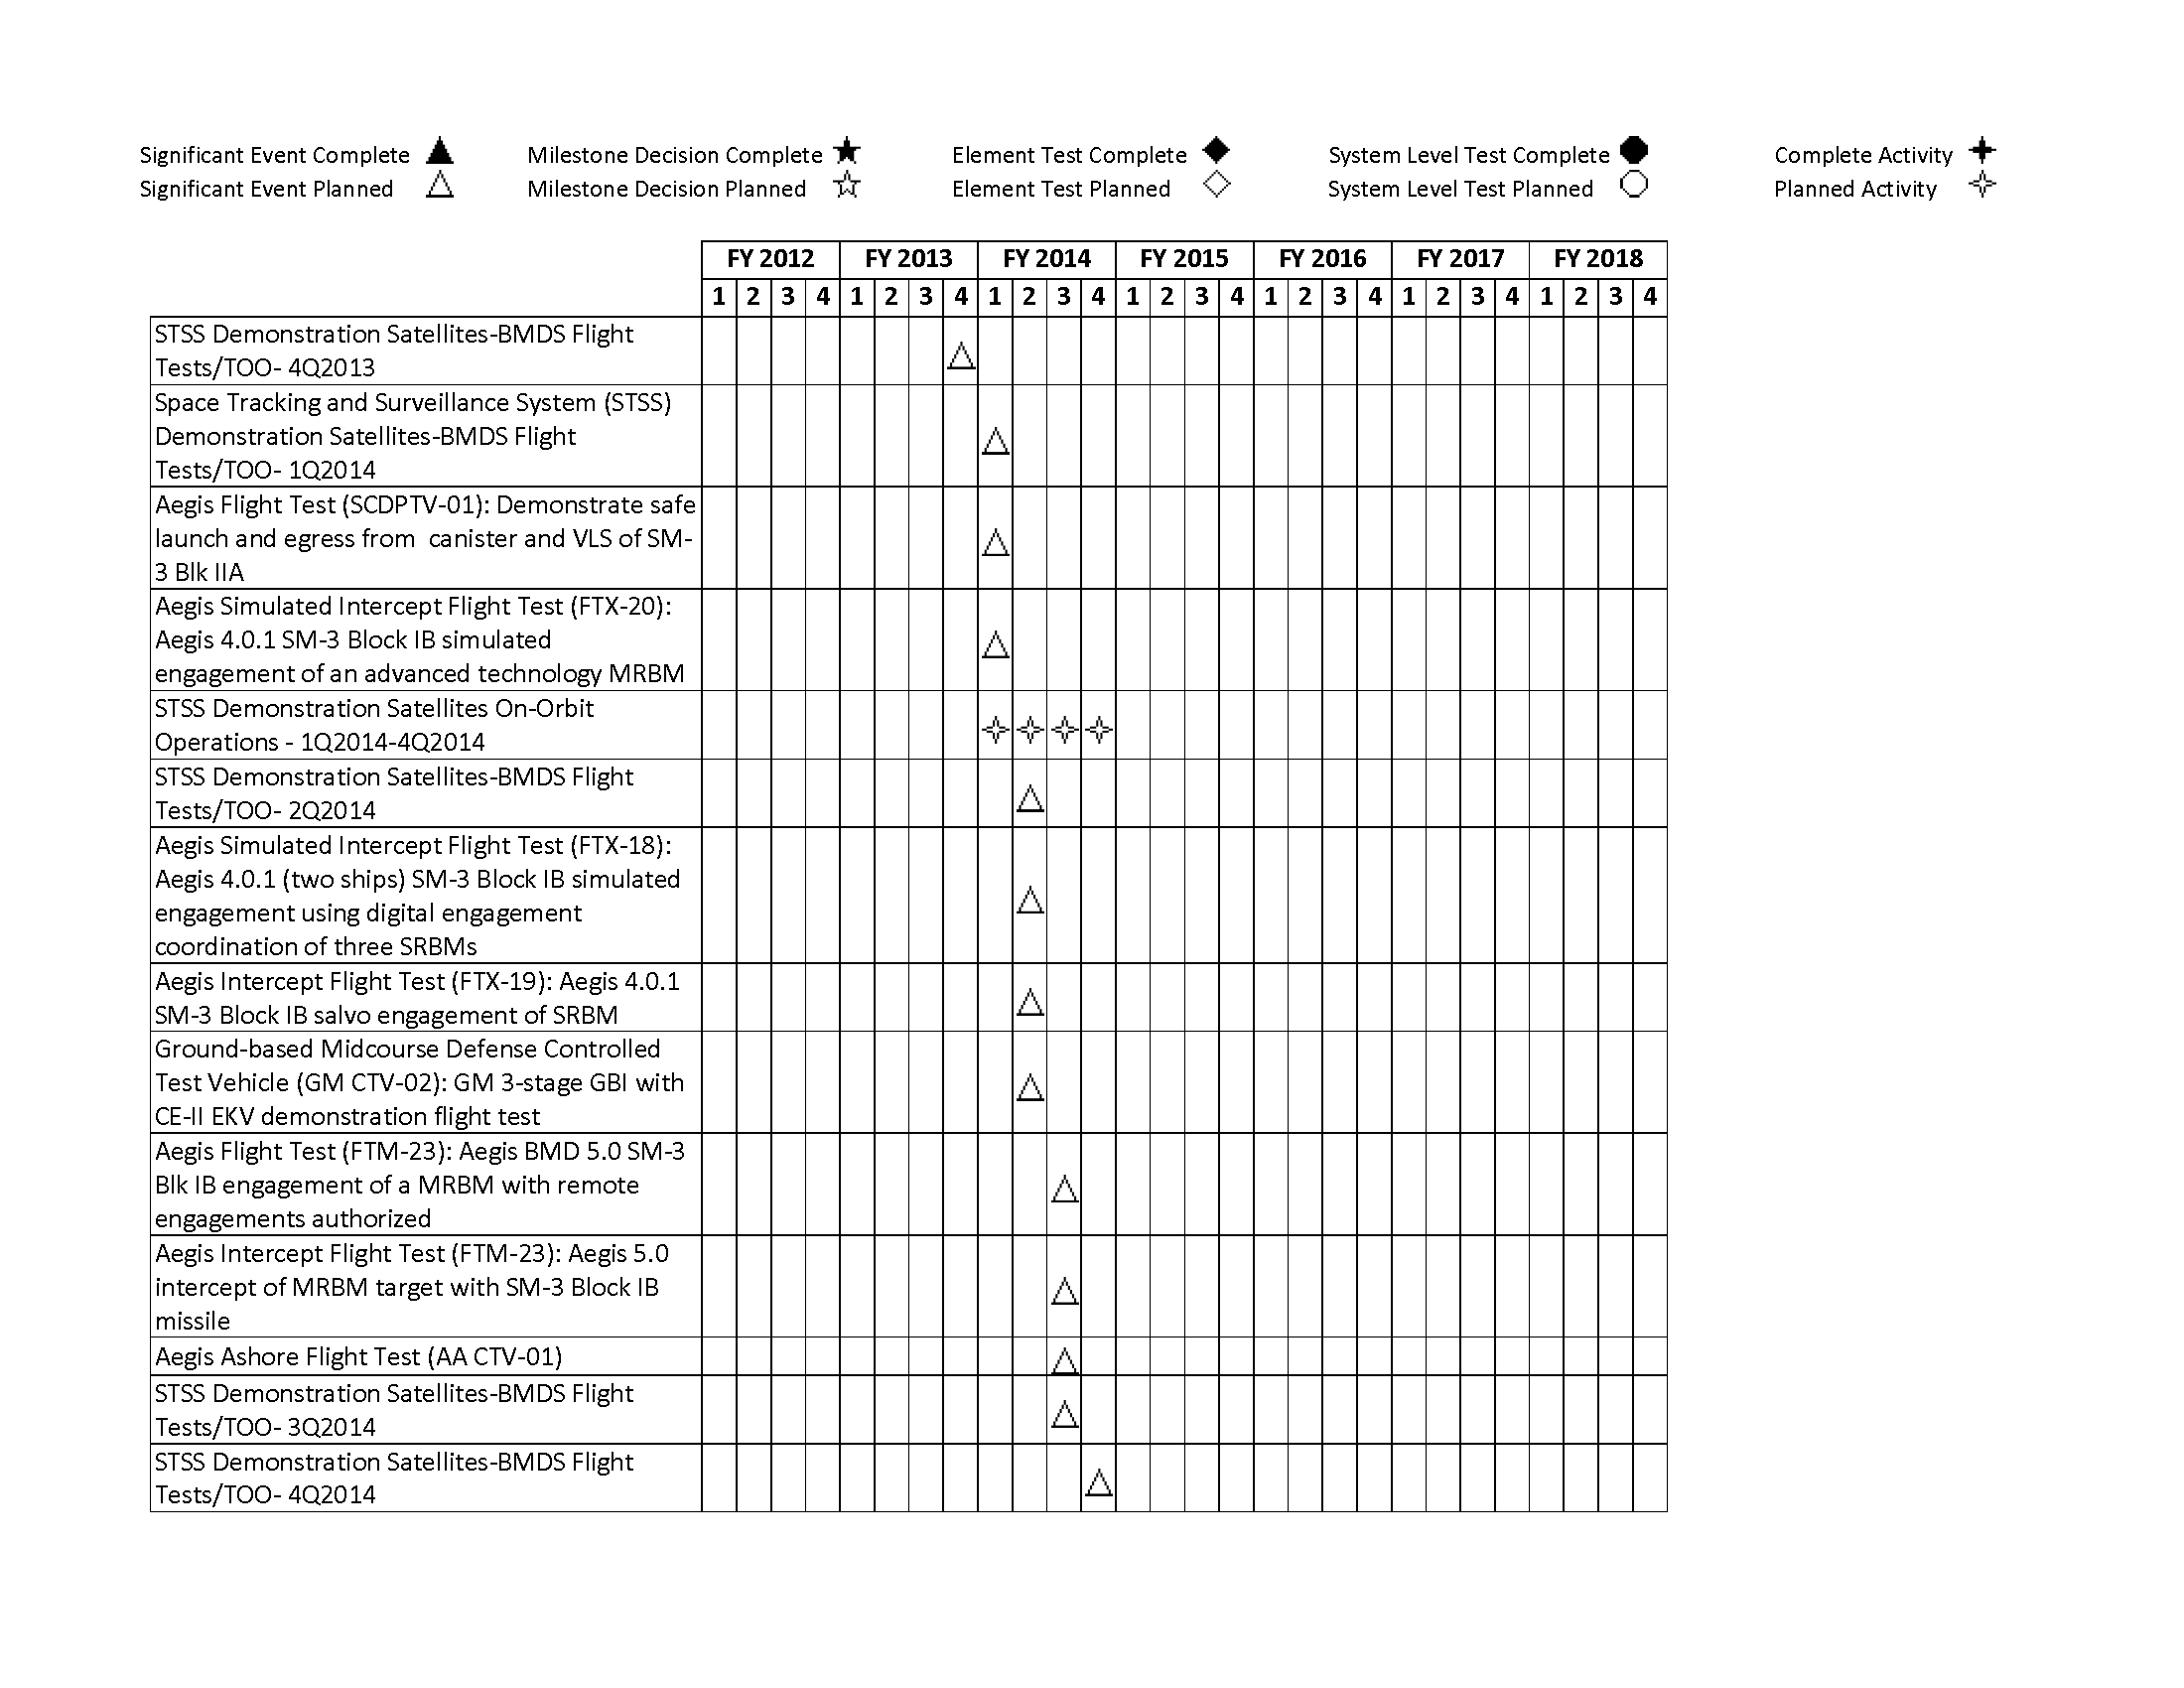 Significant Event Complete Milestone Decision Complete Element Test Complete System Level Test Complete Complete Activity
Significant Event Planned Milestone Decision Planned Element Test Planned System Level Test Planned Planned Activity
FY 2012 FY 2013 FY 2014 FY 2015 FY 2016 FY 2017 FY 2018
1 2 3 4 1 2 3 4 1 2 3 4 1 2 3 4 1 2 3 4 1 2 3 4 1 2 3 4
STSS Demonstration Satellites-BMDS Flight
Tests/TOO- 4Q2013
Space Tracking and Surveillance System (STSS)
Demonstration Satellites-BMDS Flight
Tests/TOO- 1Q2014
Aegis Flight Test (SCDPTV-01): Demonstrate safe
launch and egress from  canister and VLS of SM-
3 Blk IIA
Aegis Simulated Intercept Flight Test (FTX-20):
Aegis 4.0.1 SM-3 Block IB simulated
engagement of an advanced technology MRBM
STSS Demonstration Satellites On-Orbit
Operations - 1Q2014-4Q2014
STSS Demonstration Satellites-BMDS Flight
Tests/TOO- 2Q2014
Aegis Simulated Intercept Flight Test (FTX-18):
Aegis 4.0.1 (two ships) SM-3 Block IB simulated
engagement using digital engagement
coordination of three SRBMs
Aegis Intercept Flight Test (FTX-19): Aegis 4.0.1
SM-3 Block IB salvo engagement of SRBM
Ground-based Midcourse Defense Controlled
Test Vehicle (GM CTV-02): GM 3-stage GBI with
CE-II EKV demonstration flight test
Aegis Flight Test (FTM-23): Aegis BMD 5.0 SM-3
Blk IB engagement of a MRBM with remote
engagements authorized
Aegis Intercept Flight Test (FTM-23): Aegis 5.0
intercept of MRBM target with SM-3 Block IB
missile
Aegis Ashore Flight Test (AA CTV-01)
STSS Demonstration Satellites-BMDS Flight
Tests/TOO- 3Q2014
STSS Demonstration Satellites-BMDS Flight
Tests/TOO- 4Q2014